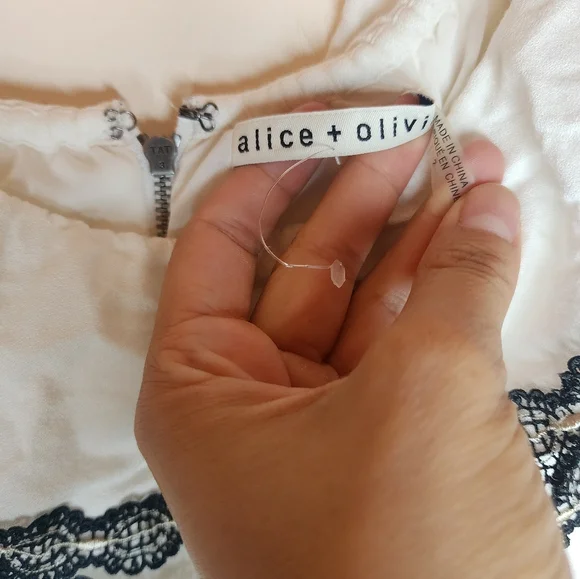 alice + olivi
MADE IN CHINA